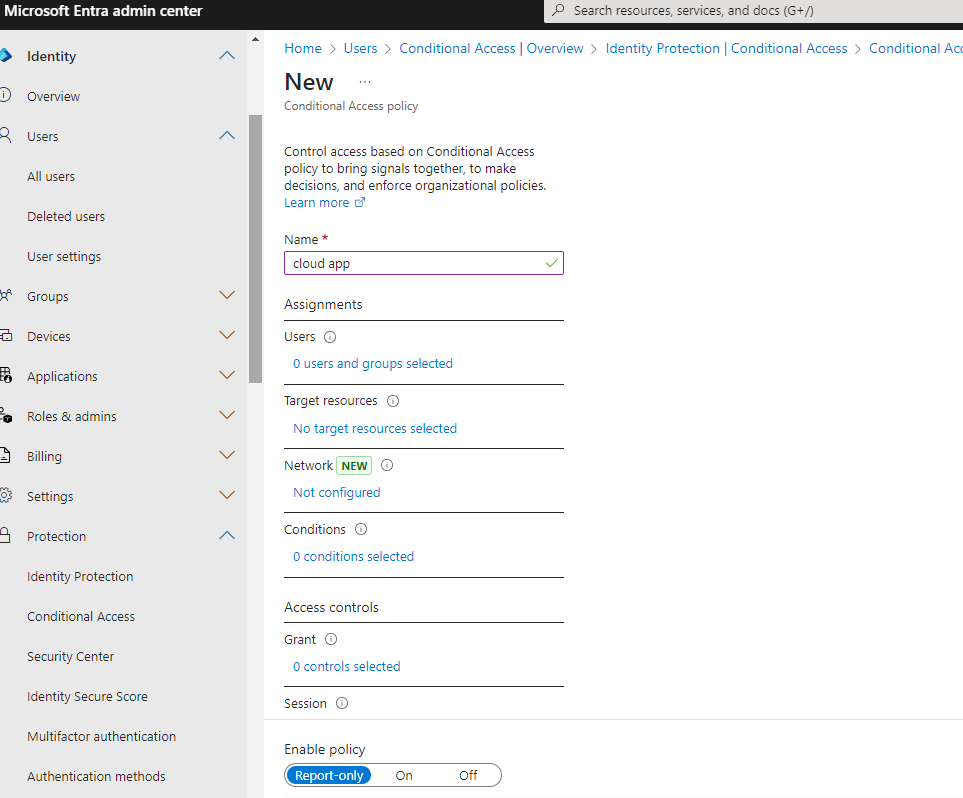 Microsoft Entra admin center
Search resources, services, and docs (G+/)
Identity
Overview
Users
All users
Deleted users
User settings
Groups
Devices
Applications
Roles & admins
Billing
Settings
Protection
Identity Protection
Conditional Access
Security Center
Identity Secure Score
Multifactor authentication
Authentication methods
Home > Users > Conditional Access | Overview > Identity Protection | Conditional Access > Conditional Acc
New ...
Conditional Access policy
Control access based on Conditional Access
policy to bring signals together, to make
decisions, and enforce organizational policies.
Learn more
Name *
cloud app
Assignments
Users
0 users and groups selected
Target resources
No target resources selected
Network NEW
Not configured
Conditions
0 conditions selected
Access controls
Grant
0 controls selected
Session
Enable policy
Report-only On Off